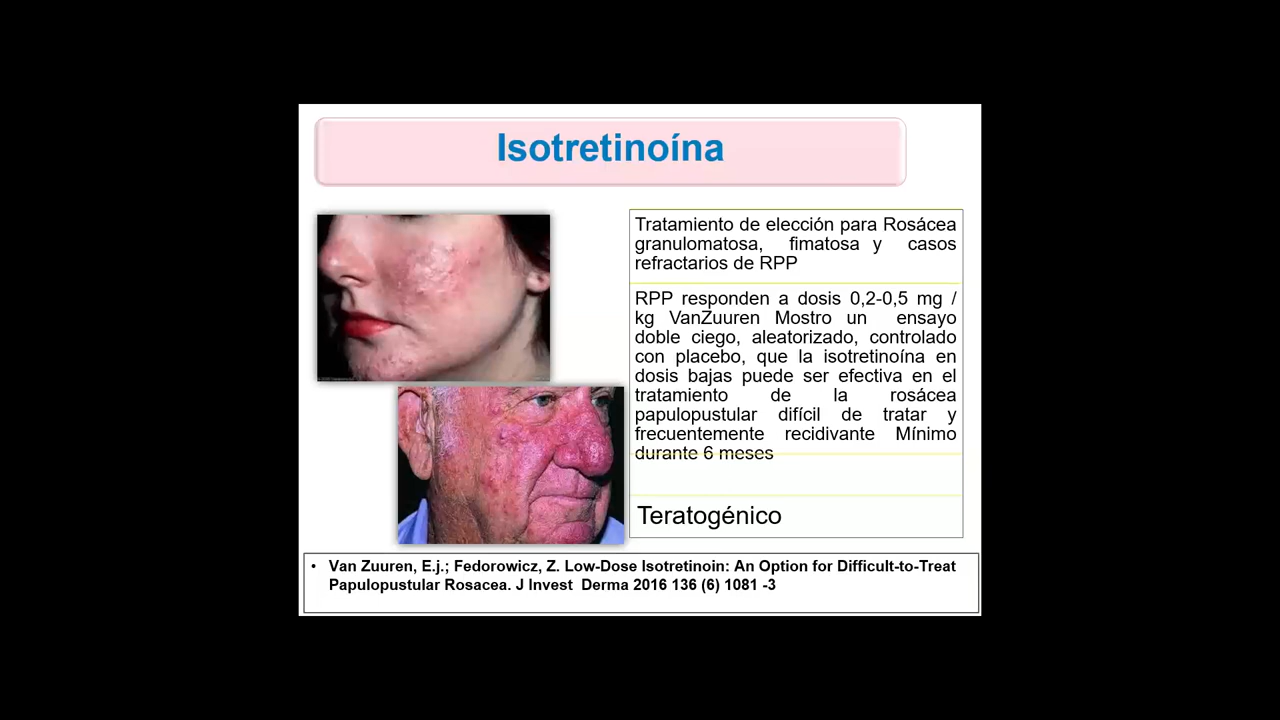 Isotretinoína
Tratamiento de elección para Rosácea
granulomatosa, fimatosa y casos
refractarios de RPP
RPP responden a dosis 0,2-0,5 mg /
kg VanZuuren Mostro un ensayo
doble ciego, aleatorizado, controlado
con placebo, que la isotretinoína en
dosis bajas puede ser efectiva en el
tratamiento de la rosácea
papulopustular difícil de tratar y
frecuentemente recidivante Mínimo
durante 6 meses
Teratogénico
• Van Zuuren, E.j.; Fedorowicz, Z. Low-Dose Isotretinoin: An Option for Difficult-to-Treat
Papulopustular Rosacea. J Invest Derma 2016 136 (6) 1081 -3